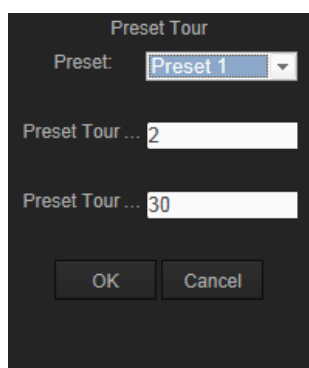 Preset Tour
Preset: Preset 1
Preset Tour ... 2
Preset Tour ... 30
OK Cancel